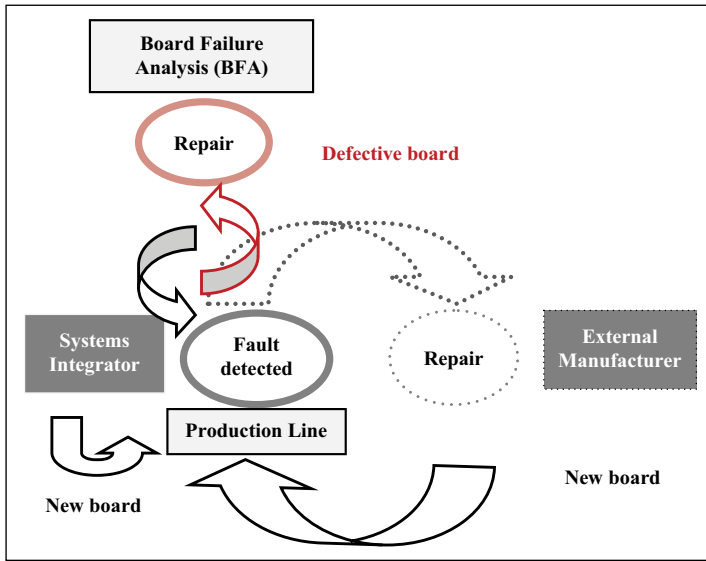 Board Failure
Analysis (BFA)
Repair
Defective board
Systems
Integrator
Fault
detected
Repair
External
Manufacturer
Production Line
New board
New board